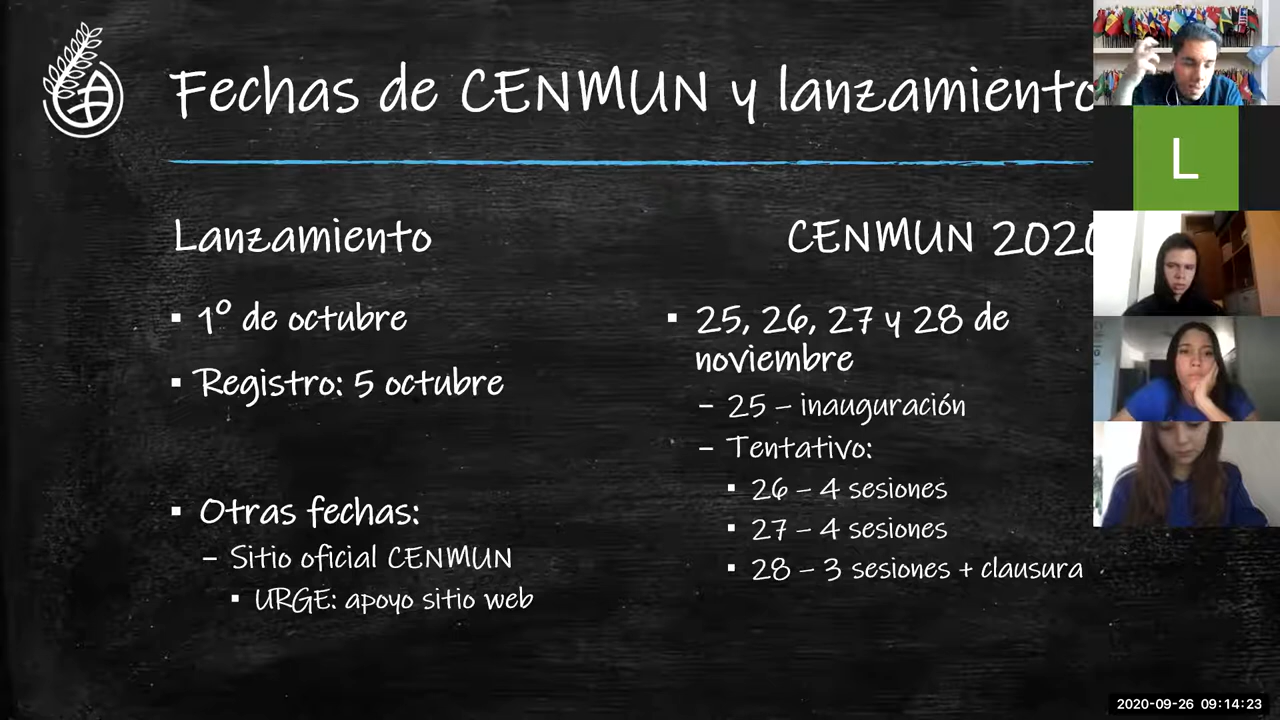 Fechas de CENMUN y lanzamiento
L
Lanzamiento
▪ 1º de octubre
▪ Registro: 5 octubre
▪ Otras fechas:
– Sitio oficial CENMUN
▪ URGE: apoyo sitio web
CENMUN 2020
▪ 25, 26, 27 y 28 de
noviembre
– 25 – inauguración
– Tentativo:
▪ 26 – 4 sesiones
▪ 27 – 4 sesiones
▪ 28 – 3 sesiones + clausura
2020-09-26 09:14:23